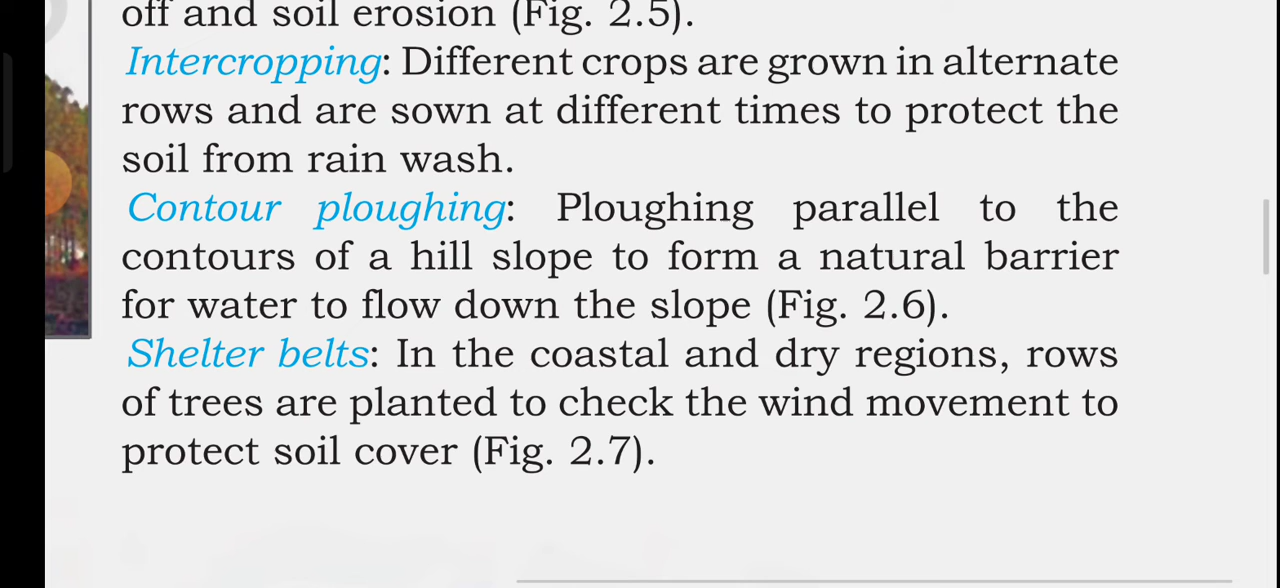 off and soil erosion (Fig. 2.5).
Intercropping: Different crops are grown in alternate
rows and are sown at different times to protect the
soil from rain wash.
Contour ploughing: Ploughing parallel to the
contours of a hill slope to form a natural barrier
for water to flow down the slope (Fig. 2.6).
Shelter belts: In the coastal and dry regions, rows
of trees are planted to check the wind movement to
protect soil cover (Fig. 2.7).